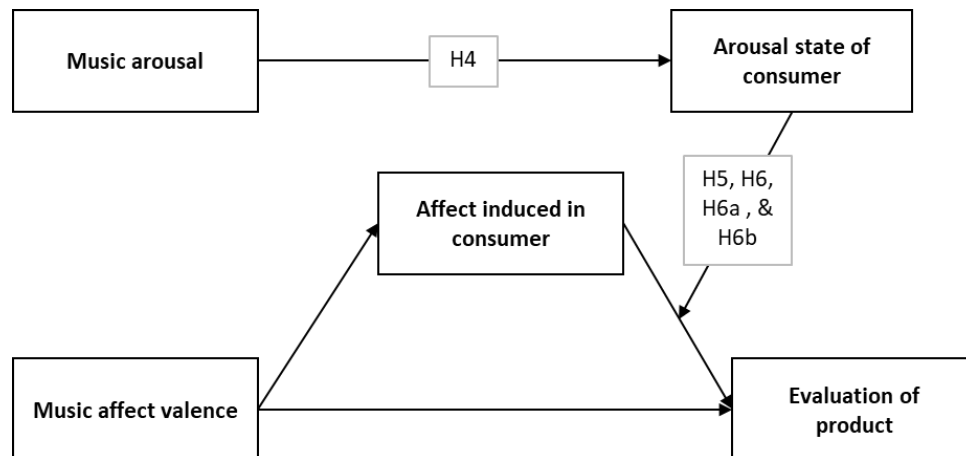 Music arousal
H4
Arousal state of
consumer
Affect induced in
consumer
H5, H6,
H6a , &
H6b
Music affect valence
Evaluation of
product